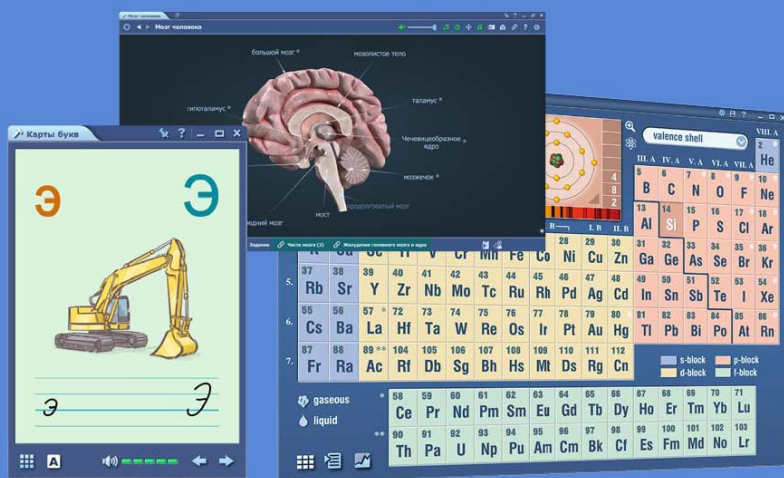 Мозг человека
Мозг человека
большой мозг *
мозолистое тело
гипоталамус *
таламус *
Чечевицеобразное
ядро *
мозжечок *
продолговатый мозг
мост
средний мозг
Задание Части мозга (3) Желудочки головного мозга и ядра
Карты букв
э Э
э Э
A
valence shell
VIII. A
2
He
III. A IV. A V. A VI. A VII. A
5 6 7 8 9 10
B C N O F Ne
13 14 15 16 17 18
Al Si P S Cl Ar
4
8
2
I. B II. B
28 29 30 31 32 33 34 35 36
Cr Mn Fe Co Ni Cu Zn Ga Ge As Se Br Kr
5.
37 38 39 40 41 42 43 44 45 46 47 48 49 50 51 52 53 54
Rb Sr Y Zr Nb Mo Tc Ru Rh Pd Ag Cd In Sn Sb Te I Xe
6.
55 56 57 * 72 73 74 75 76 77 78 79 80 81 82 83 84 85 86
Cs Ba La Hf Ta W Re Os Ir Pt Au Hg Tl Pb Bi Po At Rn
7.
87 88 89 ** 104 105 106 107 108 109 110 111 112
Fr Ra Ac Rf Db Sg Bh Hs Mt Ds Rg Cn
s-block p-block
d-block f-block
gaseous
liquid
* 58 59 60 61 62 63 64 65 66 67 68 69 70 71
Ce Pr Nd Pm Sm Eu Gd Tb Dy Ho Er Tm Yb Lu
** 90 91 92 93 94 95 96 97 98 99 100 101 102 103
Th Pa U Np Pu Am Cm Bk Cf Es Fm Md No Lr